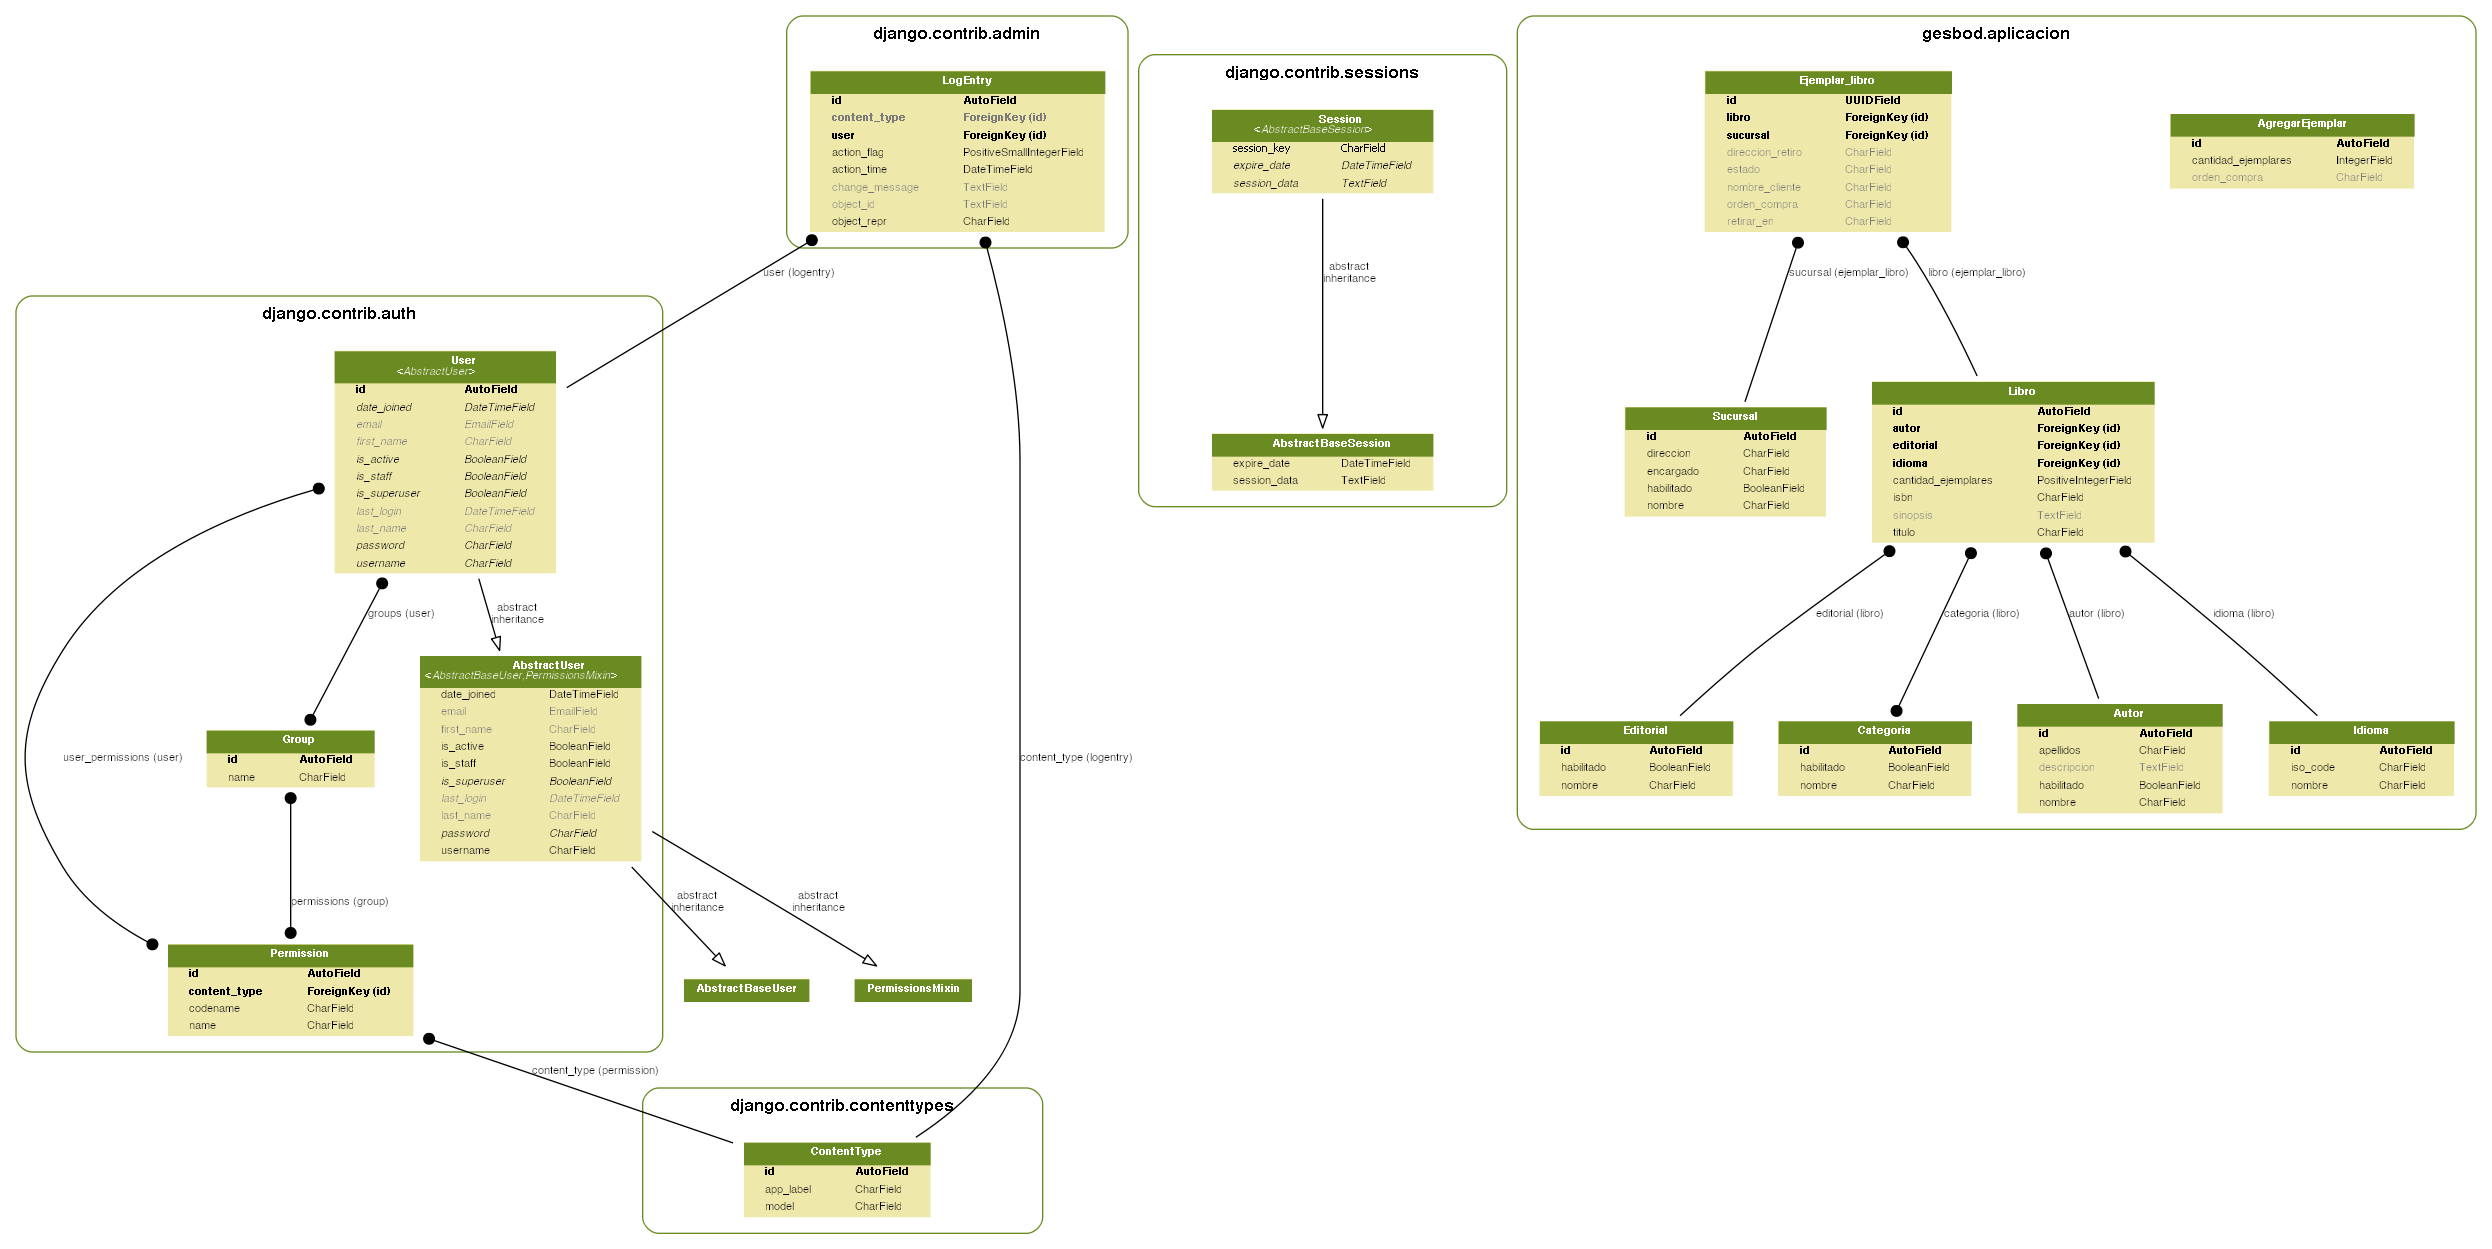 django.contrib.admin
LogEntry
id AutoField
content_type ForeignKey (id)
user ForeignKey (id)
action_flag PositiveSmallIntegerField
action_time DateTimeField
change_message TextField
object_id TextField
object_repr CharField
user (logentry)
content_type (logentry)
django.contrib.sessions
Session
<AbstractBaseSession>
session_key CharField
expire_date DateTimeField
session_data TextField
abstract
inheritance
AbstractBaseSession
expire_date DateTimeField
session_data TextField
gesbod.aplicacion
Ejemplar_libro
id UUIDField
libro ForeignKey (id)
sucursal ForeignKey (id)
direccion_retiro CharField
estado CharField
nombre_cliente CharField
orden_compra CharField
retirar_en CharField
AgregarEjemplar
id AutoField
cantidad_ejemplares IntegerField
orden_compra CharField
sucursal (ejemplar_libro)
libro (ejemplar_libro)
Sucursal
id AutoField
direccion CharField
encargado CharField
habilitado BooleanField
nombre CharField
Libro
id AutoField
autor ForeignKey (id)
editorial ForeignKey (id)
idioma ForeignKey (id)
cantidad_ejemplares PositiveIntegerField
isbn CharField
sinopsis TextField
titulo CharField
editorial (libro)
categoria (libro)
autor (libro)
idioma (libro)
Editorial
id AutoField
habilitado BooleanField
nombre CharField
Categoria
id AutoField
habilitado BooleanField
nombre CharField
Autor
id AutoField
apellidos CharField
descripcion TextField
habilitado BooleanField
nombre CharField
Idioma
id AutoField
iso_code CharField
nombre CharField
django.contrib.auth
User
<AbstractUser>
id AutoField
date_joined DateTimeField
email EmailField
first_name CharField
is_active BooleanField
is_staff BooleanField
is_superuser BooleanField
last_login DateTimeField
last_name CharField
password CharField
username CharField
groups (user)
abstract
inheritance
user_permissions (user)
AbstractUser
<AbstractBaseUser,PermissionsMixin>
date_joined DateTimeField
email EmailField
first_name CharField
is_active BooleanField
is_staff BooleanField
is_superuser BooleanField
last_login DateTimeField
last_name CharField
password CharField
username CharField
Group
id AutoField
name CharField
permissions (group)
abstract
inheritance
abstract
inheritance
Permission
id AutoField
content_type ForeignKey (id)
codename CharField
name CharField
AbstractBaseUser
PermissionsMixin
content_type (permission)
django.contrib.contenttypes
ContentType
id AutoField
app_label CharField
model CharField